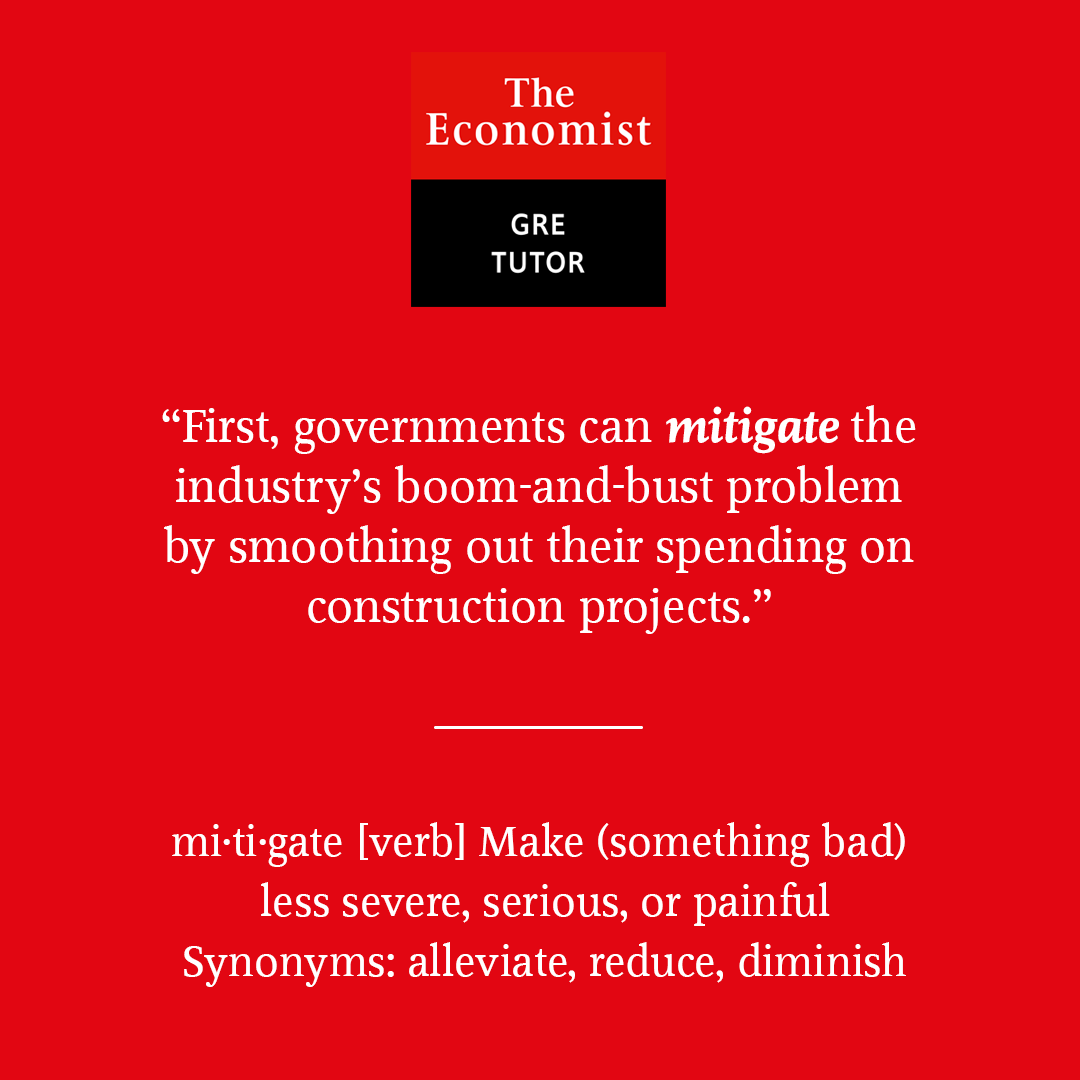 The
Economist
GRE
TUTOR
“First, governments can mitigate the
industry’s boom-and-bust problem
by smoothing out their spending on
construction projects.”
mi·ti·gate [verb] Make (something bad)
less severe, serious, or painful
Synonyms: alleviate, reduce, diminish